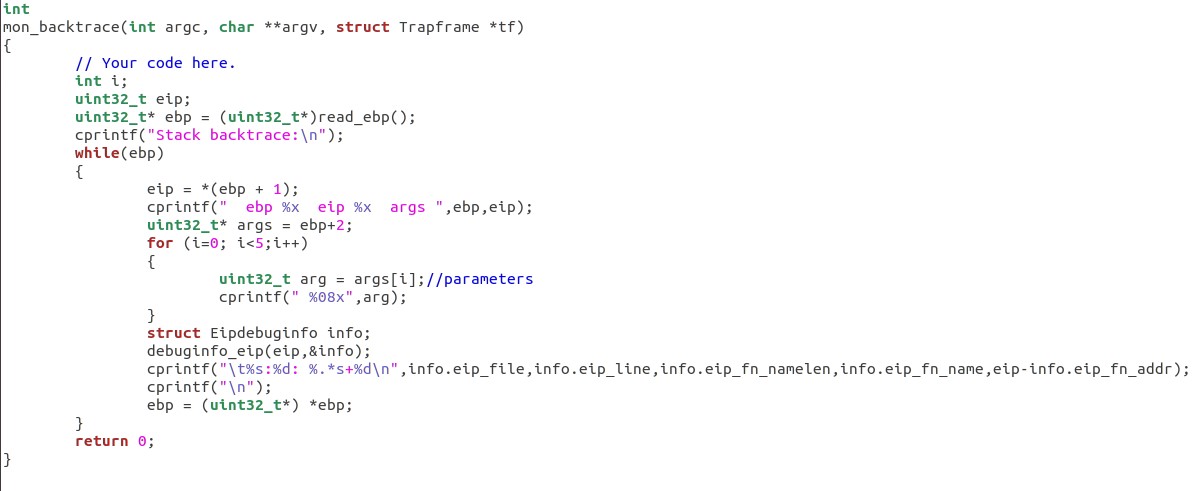 int
mon_backtrace(int argc, char **argv, struct Trapframe *tf)
{
        // Your code here.
        int i;
        uint32_t eip;
        uint32_t* ebp = (uint32_t*)read_ebp();
        cprintf("Stack backtrace:\n");
        while(ebp)
        {
                eip = *(ebp + 1);
                cprintf("  ebp %x  eip %x  args ",ebp,eip);
                uint32_t* args = ebp+2;
                for (i=0; i<5;i++)
                {
                        uint32_t arg = args[i];//parameters
                        cprintf(" %08x",arg);
                }
                struct Eipdebuginfo info;
                debuginfo_eip(eip,&info);
                cprintf("\t%s:%d: %.*s+%d\n",info.eip_file,info.eip_line,info.eip_fn_namelen,info.eip_fn_name,eip-info.eip_fn_addr);
                cprintf("\n");
                ebp = (uint32_t*) *ebp;
        }
        return 0;
}